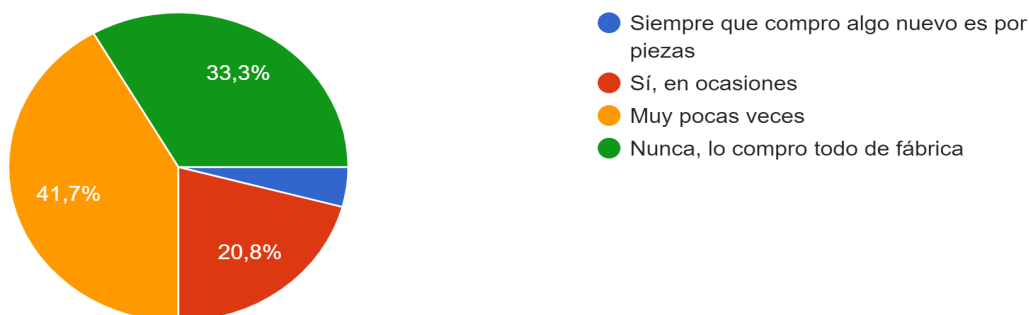 33,3%
41,7%
20,8%
Siempre que compro algo nuevo es por
piezas
Sí, en ocasiones
Muy pocas veces
Nunca, lo compro todo de fábrica